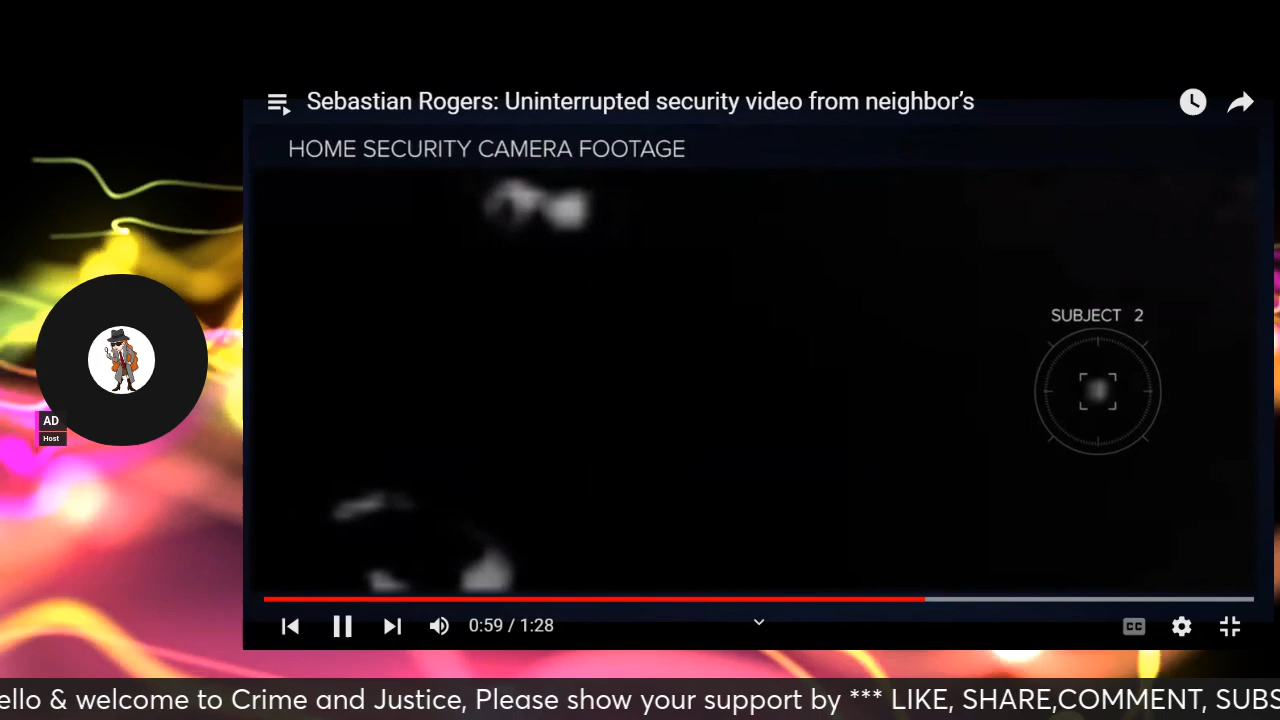 Sebastian Rogers: Uninterrupted security video from neighbor’s
HOME SECURITY CAMERA FOOTAGE
SUBJECT 2
AD
Host
0:59 / 1:28
CC
ello & welcome to Crime and Justice, Please show your support by *** LIKE, SHARE,COMMENT, SUBS